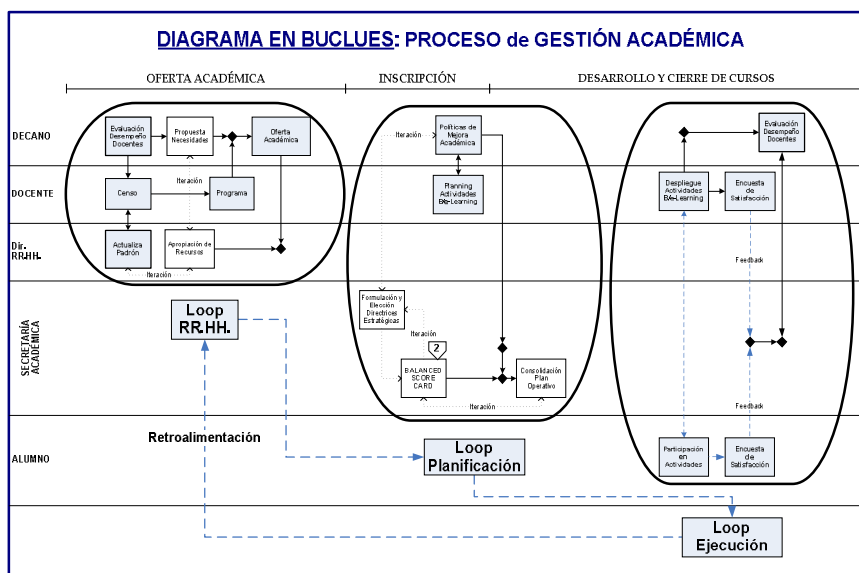 DIAGRAMA EN BUCLUES: PROCESO de GESTIÓN ACADÉMICA
OFERTA ACADÉMICA
INSCRIPCIÓN
DESARROLLO Y CIERRE DE CURSOS
DECANO
Evaluación
Desempeño
Docentes
Propuesta
Necesidades
Oferta
Académica
Iteración
Políticas de
Mejora
Académica
Evaluación
Desempeño
Docentes
DOCENTE
Censo
Iteración
Programa
Planning
Actividades
B/e-Learning
Despliegue
Actividades
B/e-Learning
Encuesta
de
Satisfacción
Dir.
RR.HH.
Actualiza
Padrón
Apropiación de
Recursos
Iteración
Feedback
SECRETARÍA
ACADÉMICA
Loop
RR.HH.
Formulación y
Elección
Directrices
Estratégicas
Iteración
2
BALANCED
SCORE
CARD
Consolidación
Plan
Operativo
Iteración
Feedback
ALUMNO
Retroalimentación
Loop
Planificación
Participación
en
Actividades
Encuesta
de
Satisfacción
Loop
Ejecución